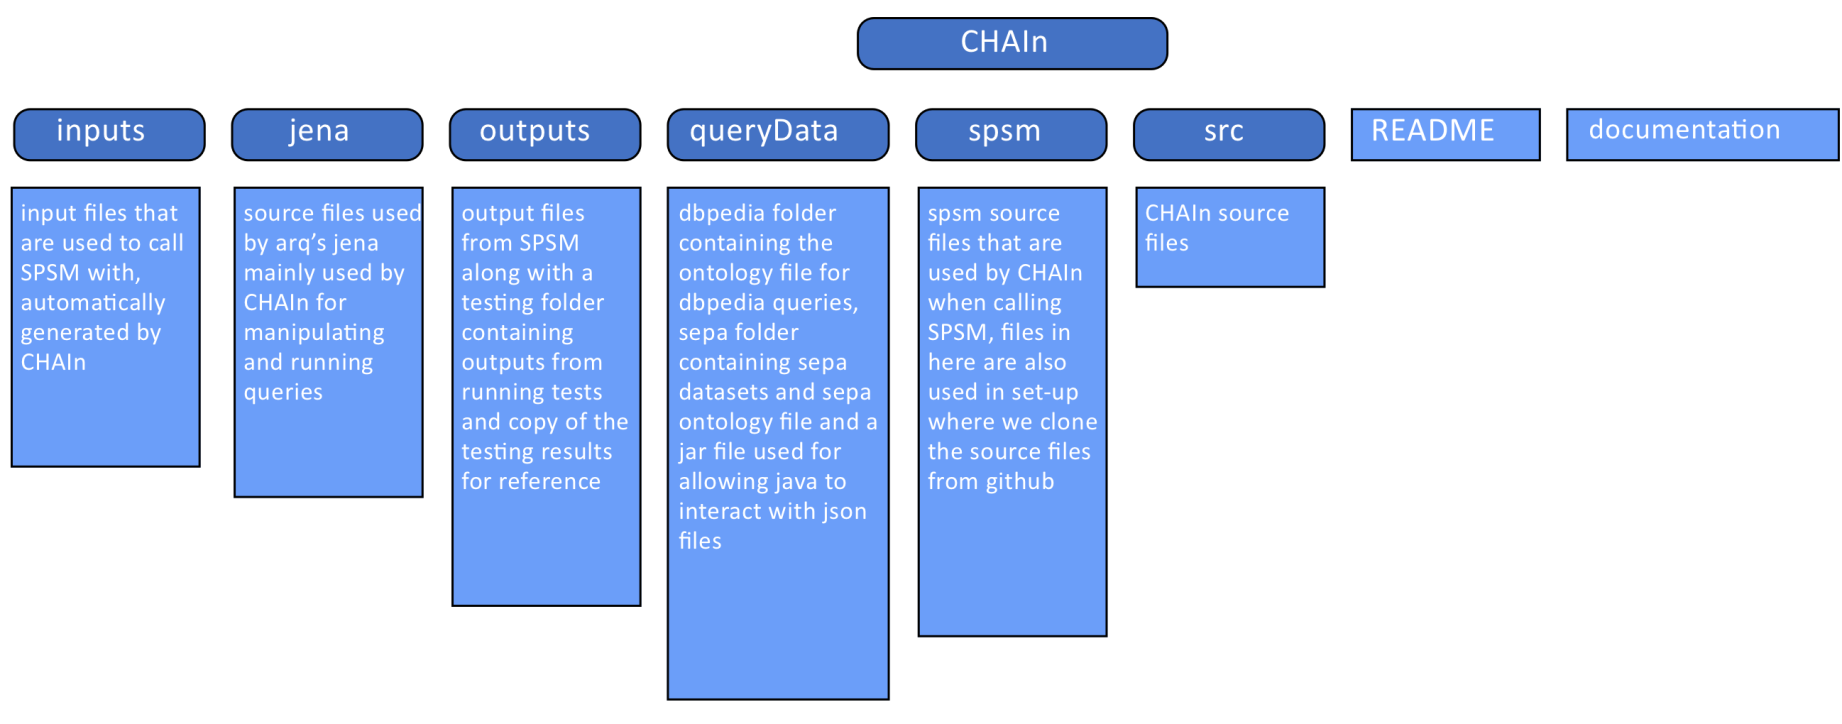 CHAIn
inputs
jena
outputs
queryData
spsm
src
README
documentation
input files that
are used to call
SPSM with,
automatically
generated by
CHAIn
source files used
by arq’s jena
mainly used by
CHAIn for
manipulating
and running
queries
output files
from SPSM
along with a
testing folder
containing
outputs from
running tests
and copy of the
testing results
for reference
dbpedia folder
containing the
ontology file for
dbpedia queries,
sepa folder
containing sepa
datasets and sepa
ontology file and a
jar file used for
allowing java to
interact with json
files
spsm source
files that are
used by CHAIn
when calling
SPSM, files in
here are also
used in set-up
where we clone
the source files
from github
CHAIn source
files